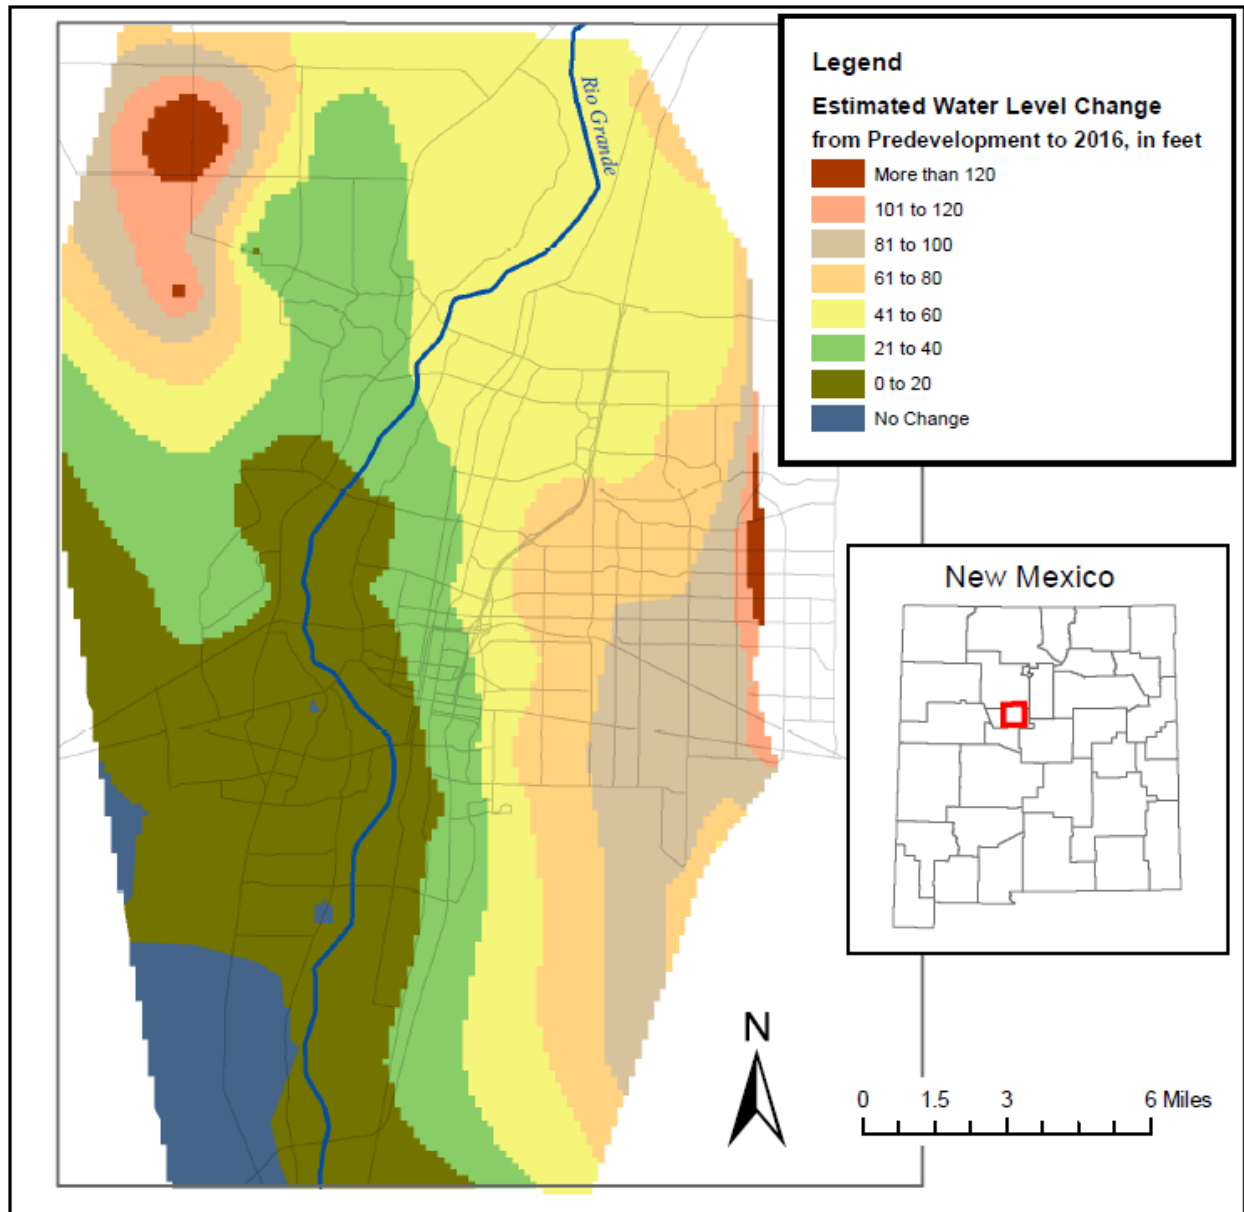 Rio Grande
Legend
Estimated Water Level Change
from Predevelopment to 2016, in feet
More than 120
101 to 120
81 to 100
61 to 80
41 to 60
21 to 40
0 to 20
No Change
New Mexico
N
0 1.5 3 6 Miles